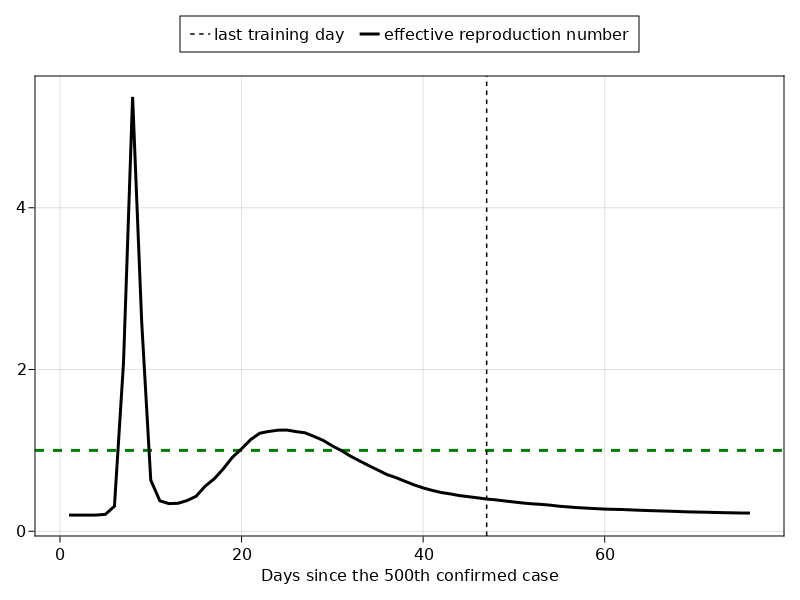 last training day effective reproduction number
4
2
0
0 20 40 60
Days since the 500th confirmed case